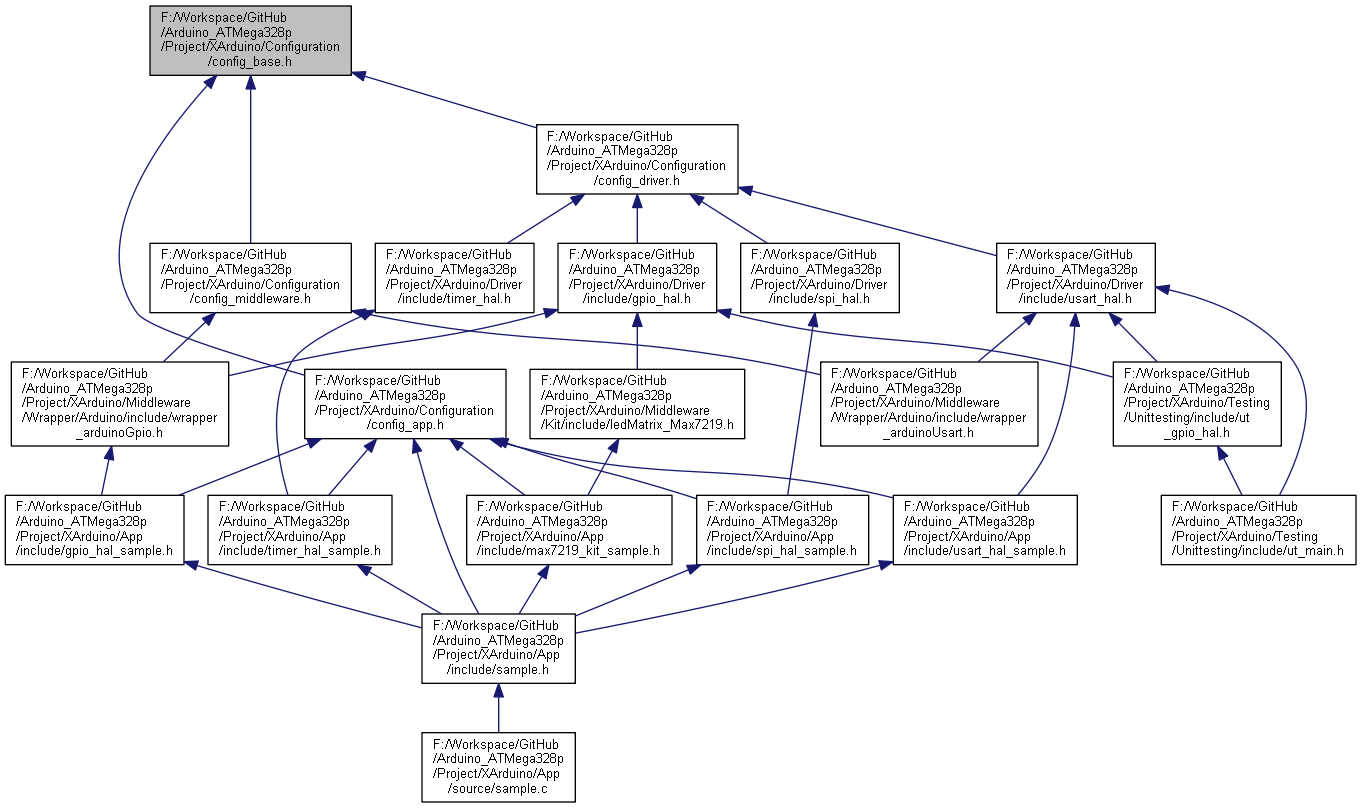 F:/Workspace/GitHub
/Arduino_ATMega328p
/Project/XArduino/Configuration
/config_base.h
F:/Workspace/GitHub
/Arduino_ATMega328p
/Project/XArduino/Configuration
/config_driver.h
F:/Workspace/GitHub
/Arduino_ATMega328p
/Project/XArduino/Configuration
/config_middleware.h
F:/Workspace/GitHub
/Arduino_ATMega328p
/Project/XArduino/Driver
/include/timer_hal.h
F:/Workspace/GitHub
/Arduino_ATMega328p
/Project/XArduino/Driver
/include/gpio_hal.h
F:/Workspace/GitHub
/Arduino_ATMega328p
/Project/XArduino/Driver
/include/spi_hal.h
F:/Workspace/GitHub
/Arduino_ATMega328p
/Project/XArduino/Driver
/include/usart_hal.h
F:/Workspace/GitHub
/Arduino_ATMega328p
/Project/XArduino/Middleware
/Wrapper/Arduino/include/wrapper
_arduinoGpio.h
F:/Workspace/GitHub
/Arduino_ATMega328p
/Project/XArduino/Configuration
/config_app.h
F:/Workspace/GitHub
/Arduino_ATMega328p
/Project/XArduino/Middleware
/Kit/include/ledMatrix_Max7219.h
F:/Workspace/GitHub
/Arduino_ATMega328p
/Project/XArduino/Middleware
/Wrapper/Arduino/include/wrapper
_arduinoUsart.h
F:/Workspace/GitHub
/Arduino_ATMega328p
/Project/XArduino/Testing
/Unittesting/include/ut
_gpio_hal.h
F:/Workspace/GitHub
/Arduino_ATMega328p
/Project/XArduino/App
/include/gpio_hal_sample.h
F:/Workspace/GitHub
/Arduino_ATMega328p
/Project/XArduino/App
/include/timer_hal_sample.h
F:/Workspace/GitHub
/Arduino_ATMega328p
/Project/XArduino/App
/include/max7219_kit_sample.h
F:/Workspace/GitHub
/Arduino_ATMega328p
/Project/XArduino/App
/include/spi_hal_sample.h
F:/Workspace/GitHub
/Arduino_ATMega328p
/Project/XArduino/App
/include/usart_hal_sample.h
F:/Workspace/GitHub
/Arduino_ATMega328p
/Project/XArduino/Testing
/Unittesting/include/ut_main.h
F:/Workspace/GitHub
/Arduino_ATMega328p
/Project/XArduino/App
/include/sample.h
F:/Workspace/GitHub
/Arduino_ATMega328p
/Project/XArduino/App
/source/sample.c